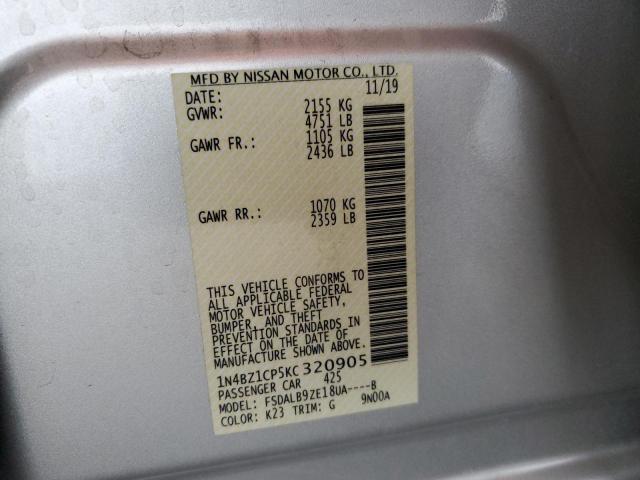 MFD BY NISSAN MOTOR CO., LTD.
DATE: 11/19
GVWR: 2155 KG
4751 LB
GAWR FR.: 1105 KG
2436 LB
GAWR RR.: 1070 KG
2359 LB
THIS VEHICLE CONFORMS TO
ALL APPLICABLE FEDERAL
MOTOR VEHICLE SAFETY,
BUMPER, AND THEFT
PREVENTION STANDARDS IN
EFFECT ON THE DATE OF
MANUFACTURE SHOWN ABOVE.
1N4BZ1CP5KC320905
PASSENGER CAR 425
MODEL: FSDALB9ZE18UA----B
COLOR: K23 TRIM: G 9N00A